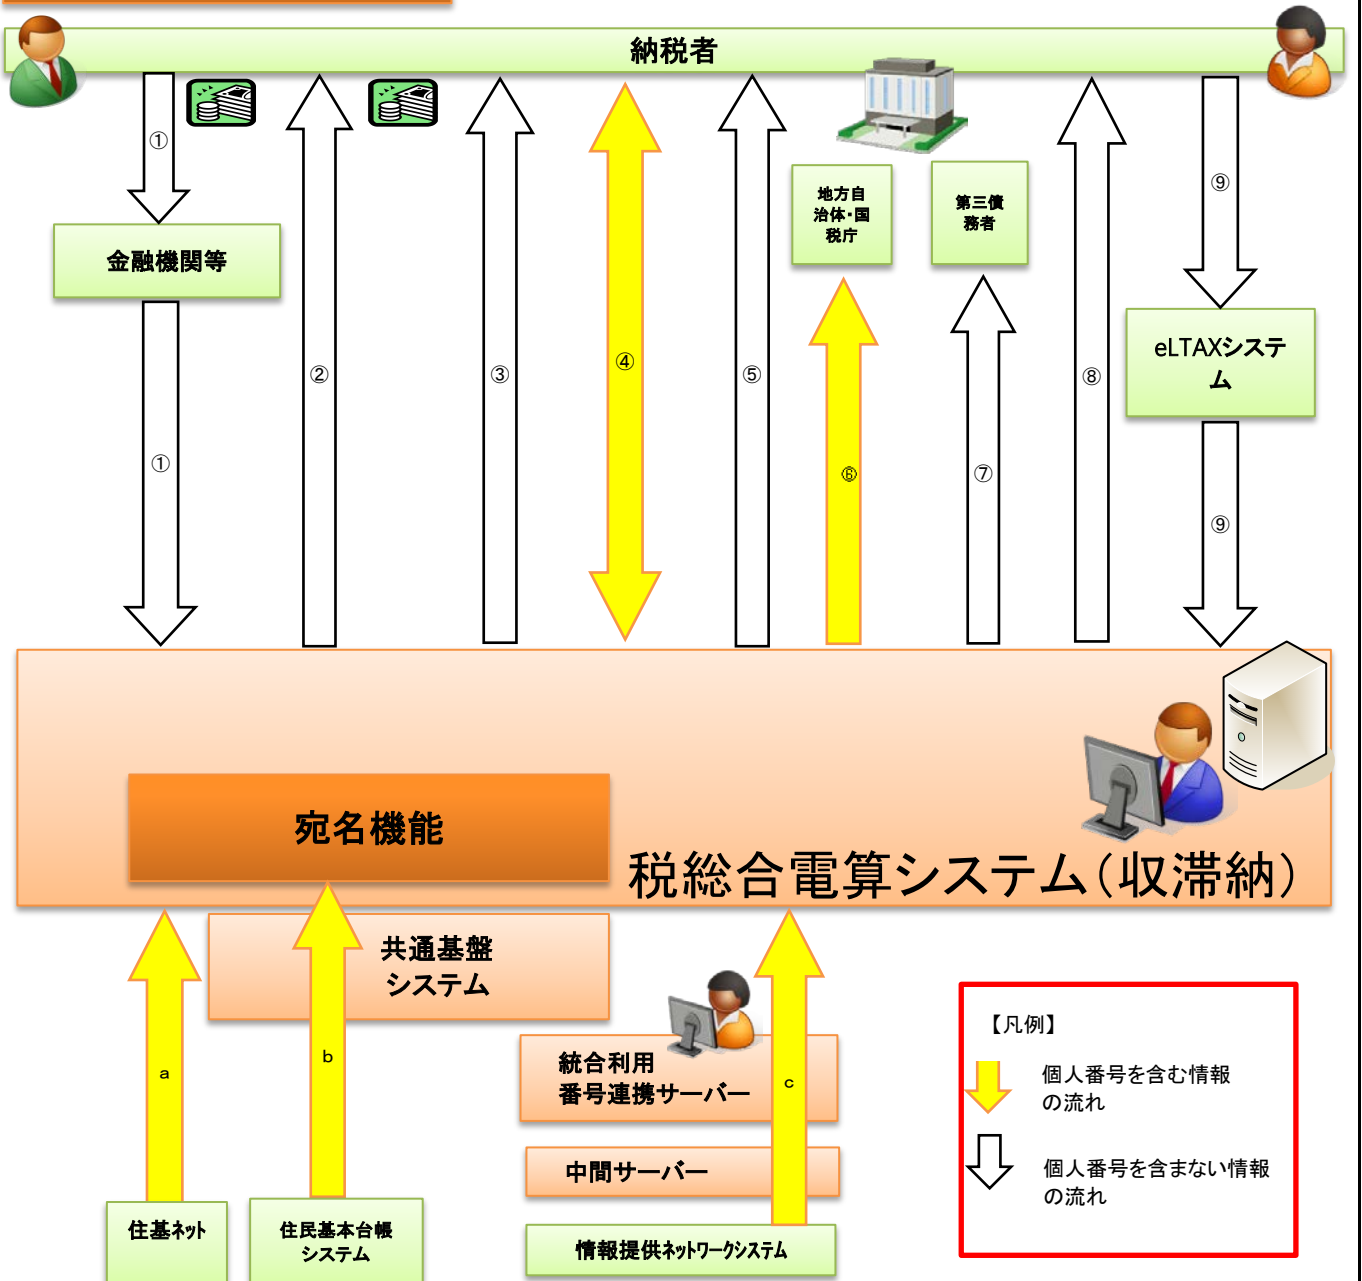 納税者
①
金融機関等
①
②
③
④
⑤
地方自
治体・国
税庁
⑥
第三債
務者
⑦
⑧
⑨
eLTAXシステ
ム
⑨
宛名機能
税総合電算システム(収滞納)
共通基盤
システム
a
b
統合利用
番号連携サーバー
c
中間サーバー
住基ネット
住民基本台帳
システム
情報提供ネットワークシステム
【凡例】
個人番号を含む情報
の流れ
個人番号を含まない情報
の流れ